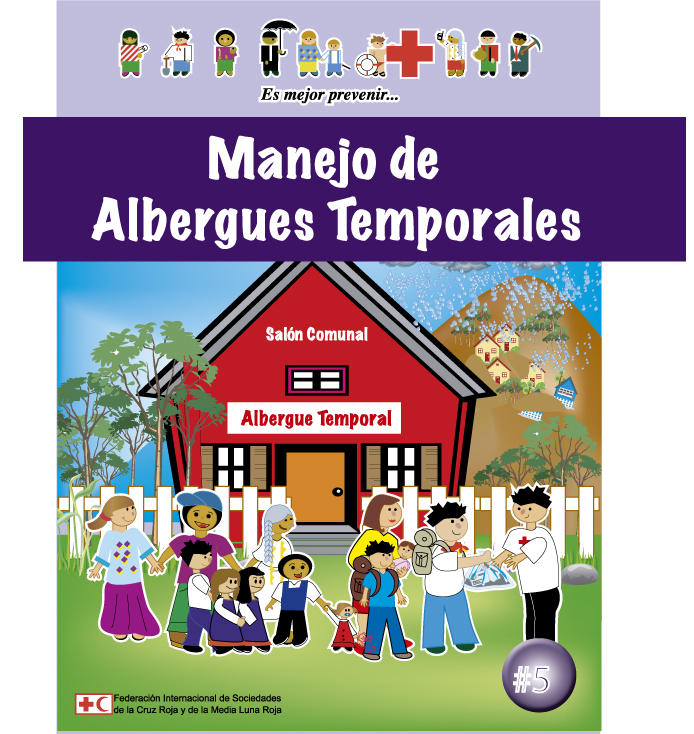 Es mejor prevenir...
Manejo de
Albergues Temporales
Salón Comunal
Albergue Temporal
#5
Federación Internacional de Sociedades
de la Cruz Roja y de la Media Luna Roja